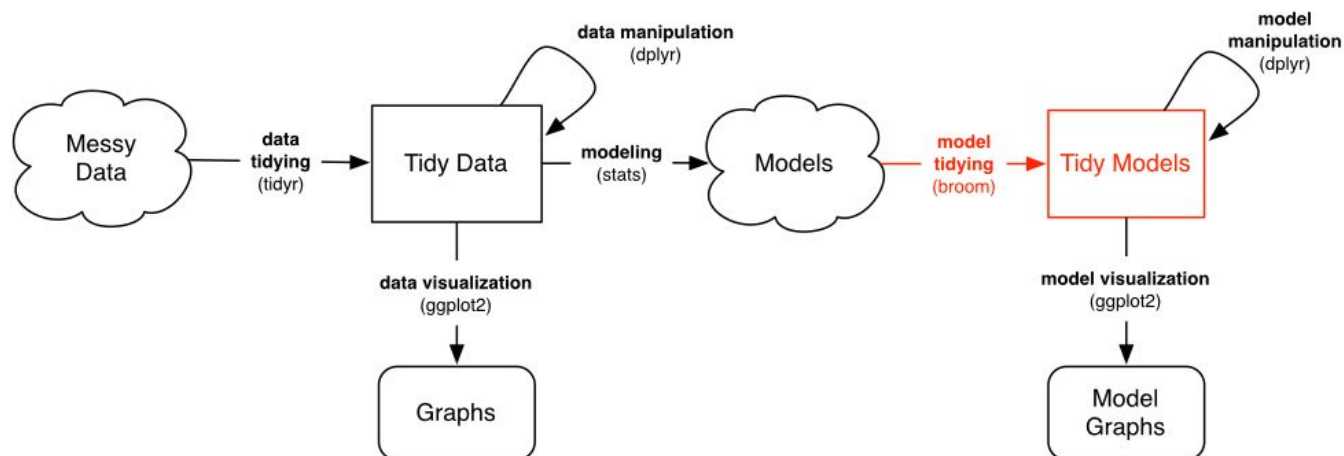 data manipulation
(dplyr)
model
manipulation
(dplyr)
Messy
Data
data
tidying
(tidyr)
Tidy Data
modeling
(stats)
Models
model
tidying
(broom)
Tidy Models
data visualization
(ggplot2)
model visualization
(ggplot2)
Graphs
Model
Graphs